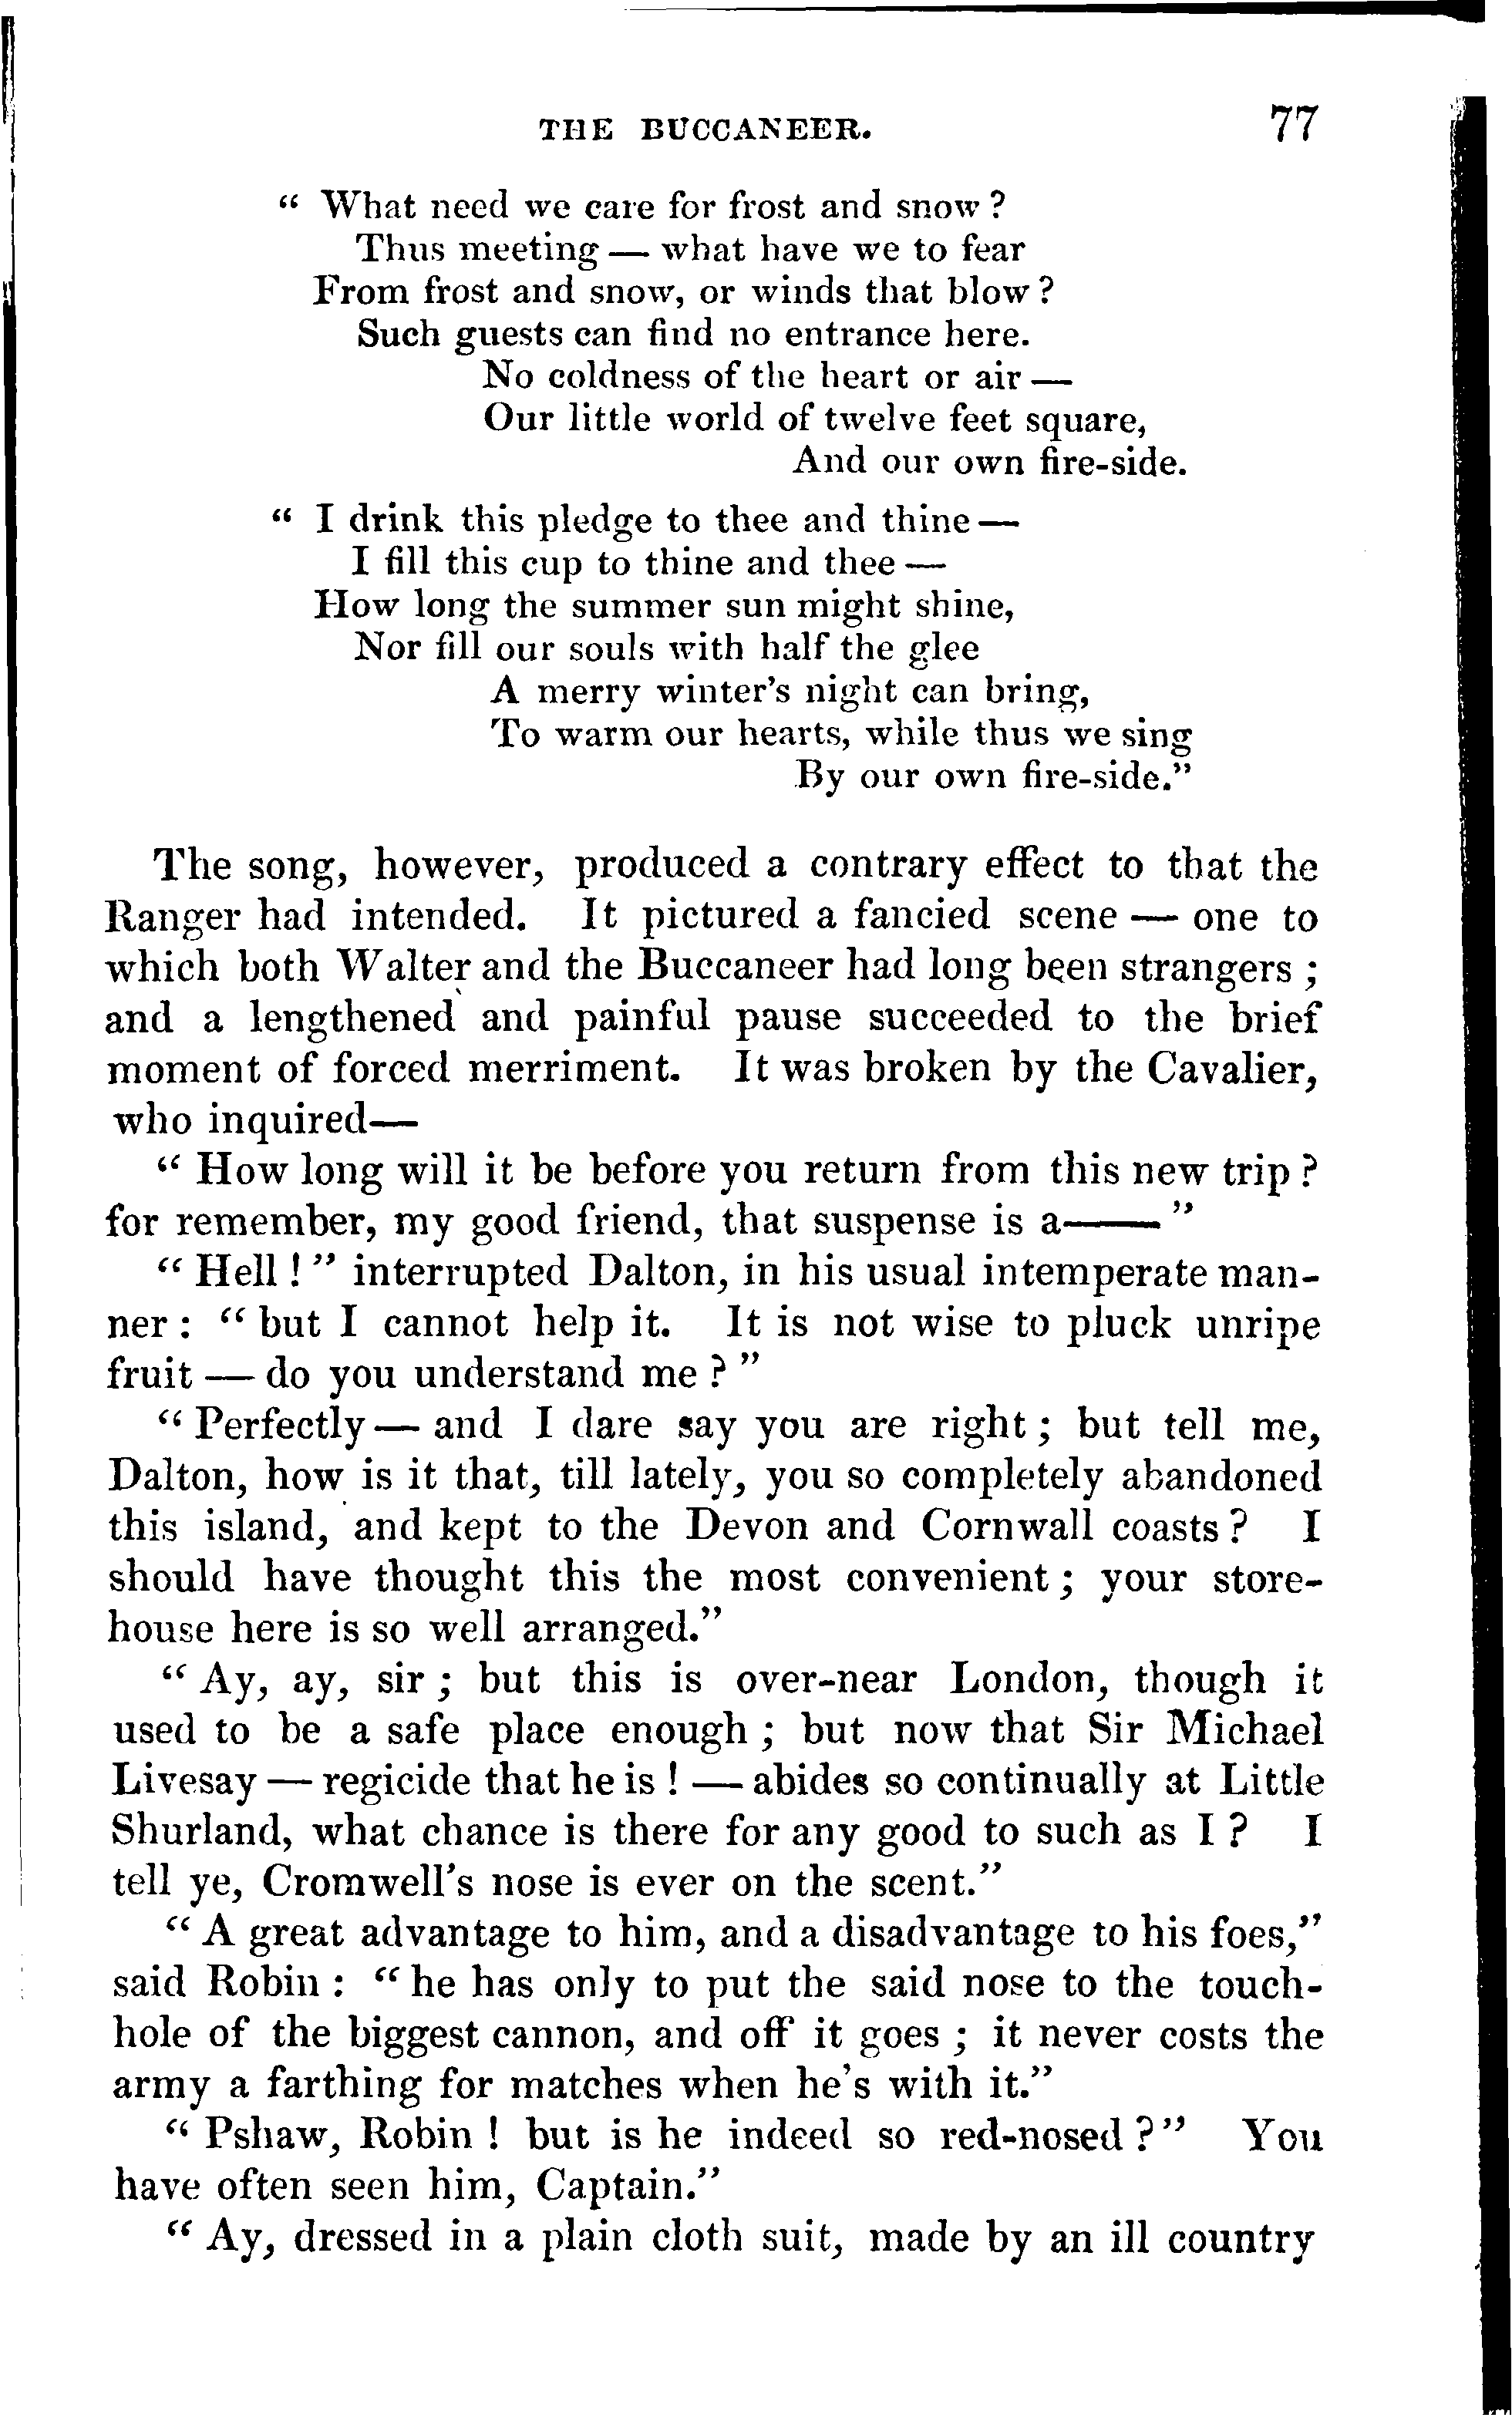 THE BUCCANEER. 77
“ What need we care for frost and snow ?
Thus meeting — what have we to fear
From frost and snow, or winds that blow ?
Such guests can find no entrance here.
No coldness of the heart or air —
Our little world of twelve feet square,
And our own fire-side.
“ I drink this pledge to thee and thine —
I fill this cup to thine and thee —
How long the summer sun might shine,
Nor fill our souls with half the glee
A merry winter’s night can bring,
To warm our hearts, while thus we sing
By our own fire-side.”
The song, however, produced a contrary effect to that the
Ranger had intended. It pictured a fancied scene — one to
which both Walter and the Buccaneer had long been strangers ;
and a lengthened and painful pause succeeded to the brief
moment of forced merriment. It was broken by the Cavalier,
who inquired—
“ How long will it be before you return from this new trip ?
for remember, my good friend, that suspense is a——”
“ Hell ! ” interrupted Dalton, in his usual intemperate man-
ner : “ but I cannot help it. It is not wise to pluck unripe
fruit — do you understand me ? ”
“ Perfectly — and I dare say you are right ; but tell me,
Dalton, how is it that, till lately, you so completely abandoned
this island, and kept to the Devon and Cornwall coasts ? I
should have thought this the most convenient ; your store-
house here is so well arranged.”
“ Ay, ay, sir ; but this is over-near London, though it
used to be a safe place enough ; but now that Sir Michael
Livesay — regicide that he is ! — abides so continually at Little
Shurland, what chance is there for any good to such as I ? I
tell ye, Cromwell’s nose is ever on the scent.”
“ A great advantage to him, and a disadvantage to his foes,”
said Robin : “ he has only to put the said nose to the touch-
hole of the biggest cannon, and off it goes ; it never costs the
army a farthing for matches when he’s with it.”
“ Pshaw, Robin ! but is he indeed so red-nosed ?” You
have often seen him, Captain.”
“ Ay, dressed in a plain cloth suit, made by an ill country